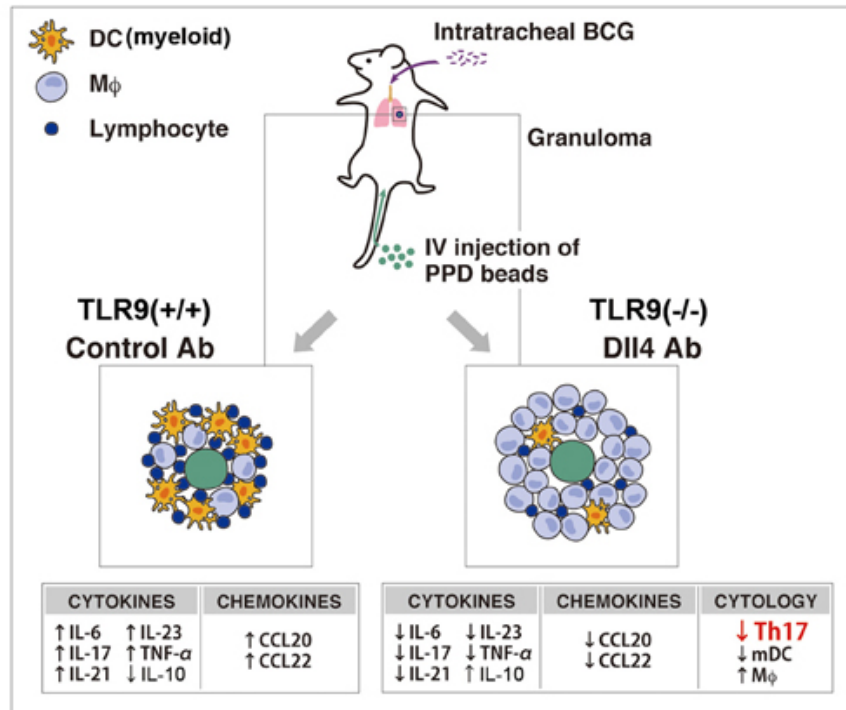 DC (myeloid)
Mϕ
Lymphocyte
Intratracheal BCG
Granuloma
IV injection of
PPD beads
TLR9(+/+)
Control Ab
TLR9(-/-)
Dll4 Ab
CYTOKINES CHEMOKINES
↑ IL-6 ↑ IL-23
↑ IL-17 ↑ TNF-α
↑ IL-21 ↓ IL-10
↑ CCL20
↑ CCL22
CYTOKINES CHEMOKINES CYTOLOGY
↓ IL-6 ↓ IL-23
↓ IL-17 ↓ TNF-α
↓ IL-21 ↑ IL-10
↓ CCL20
↓ CCL22
↓ Th17
↓ mDC
↑ Mϕ